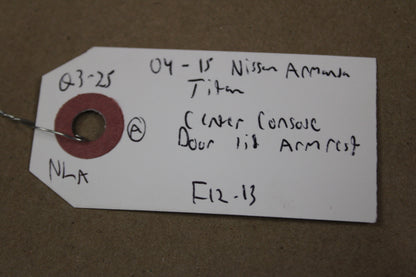 Q3-25
04-15 Nissan Armada
Titan
A
Center Console
Door lid Armrest
NLA
E12-13